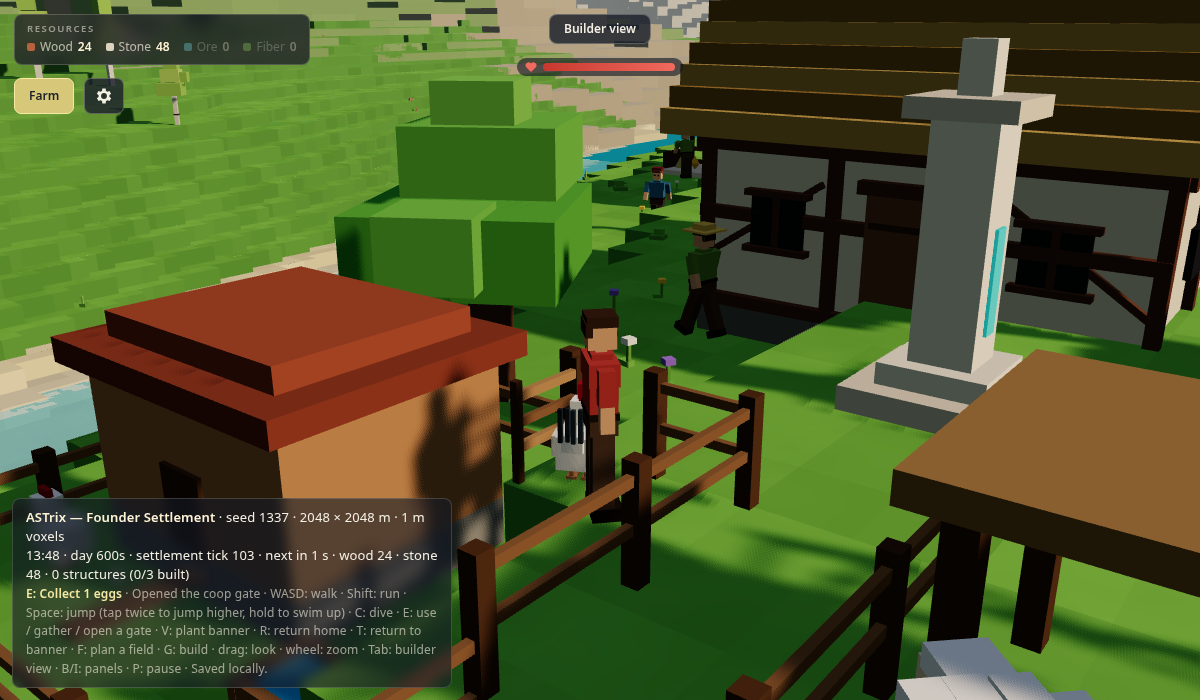 RESOURCES
Wood 24 Stone 48 Ore 0 Fiber 0
Builder view
Farm
ASTrix — Founder Settlement · seed 1337 · 2048 × 2048 m · 1 m
voxels
13:48 · day 600s · settlement tick 103 · next in 1 s · wood 24 · stone
48 · 0 structures (0/3 built)
E: Collect 1 eggs · Opened the coop gate · WASD: walk · Shift: run ·
Space: jump (tap twice to jump higher, hold to swim up) · C: dive · E: use
/ gather / open a gate · V: plant banner · R: return home · T: return to
banner · F: plan a field · G: build · drag: look · wheel: zoom · Tab: builder
view · B/I: panels · P: pause · Saved locally.